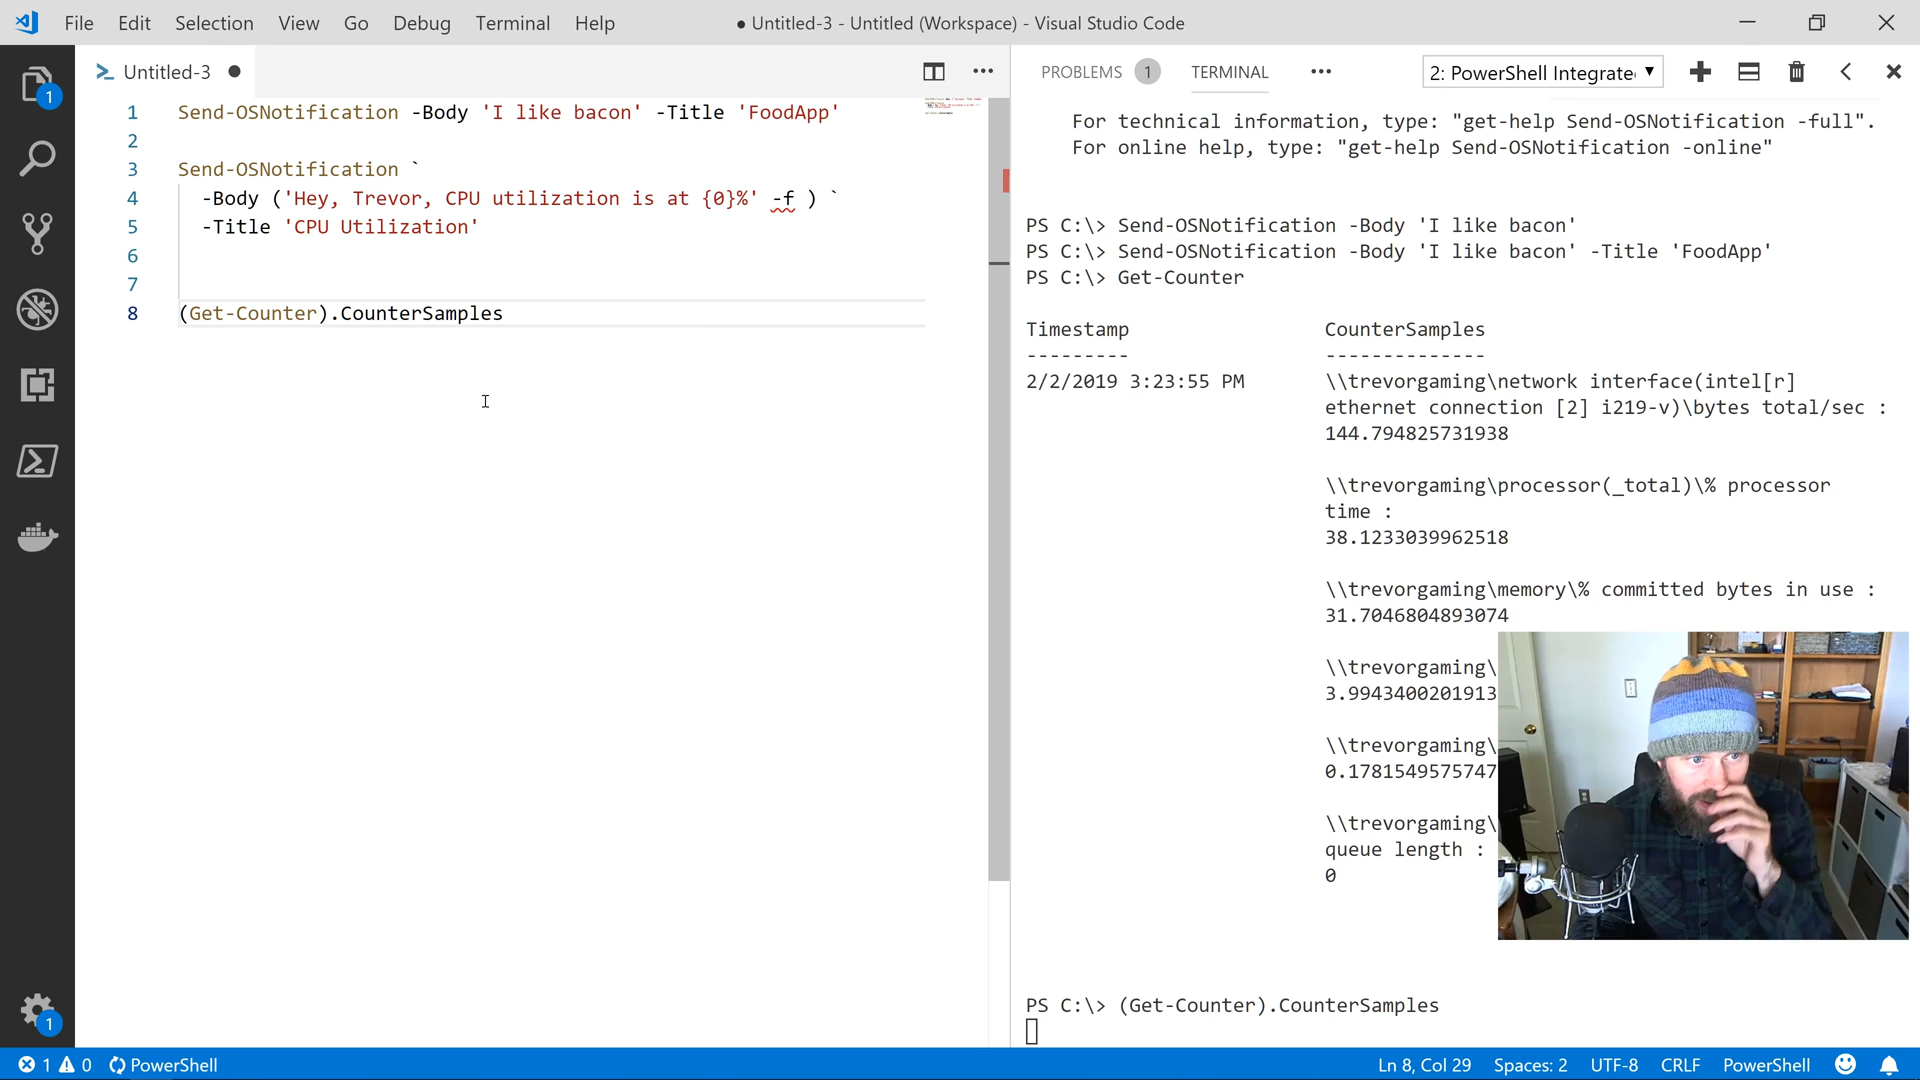 File Edit Selection View Go Debug Terminal Help
● Untitled-3 - Untitled (Workspace) - Visual Studio Code
Untitled-3 ●
1 Send-OSNotification -Body 'I like bacon' -Title 'FoodApp'
2
3 Send-OSNotification `
4 -Body ('Hey, Trevor, CPU utilization is at {0}%' -f ) `
5 -Title 'CPU Utilization'
6
7
8 (Get-Counter).CounterSamples
PROBLEMS 1 TERMINAL ••• 2: PowerShell Integrate
For technical information, type: "get-help Send-OSNotification -full".
For online help, type: "get-help Send-OSNotification -online"
PS C:\> Send-OSNotification -Body 'I like bacon'
PS C:\> Send-OSNotification -Body 'I like bacon' -Title 'FoodApp'
PS C:\> Get-Counter
Timestamp CounterSamples
--------- --------------
2/2/2019 3:23:55 PM \\trevorgaming\network interface(intel[r]
ethernet connection [2] i219-v)\bytes total/sec :
144.794825731938
\\trevorgaming\processor(_total)\% processor
time :
38.1233039962518
\\trevorgaming\memory\% committed bytes in use :
31.7046804893074
\\trevorgaming\
3.9943400201913
\\trevorgaming\
0.1781549575747
\\trevorgaming\
queue length :
0
PS C:\> (Get-Counter).CounterSamples
1
1
1 0 PowerShell
Ln 8, Col 29 Spaces: 2 UTF-8 CRLF PowerShell